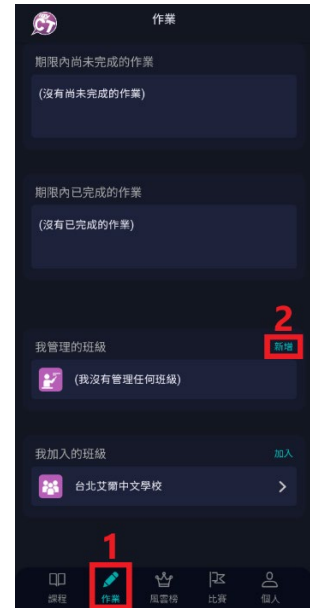 CT
作業
期限內尚未完成的作業
(沒有尚未完成的作業)
期限內已完成的作業
(沒有已完成的作業)
2
我管理的班級
新增
(我沒有管理任何班級)
我加入的班級
加入
台北艾爾中文學校
1
課程
作業
風雲榜
比賽
個人